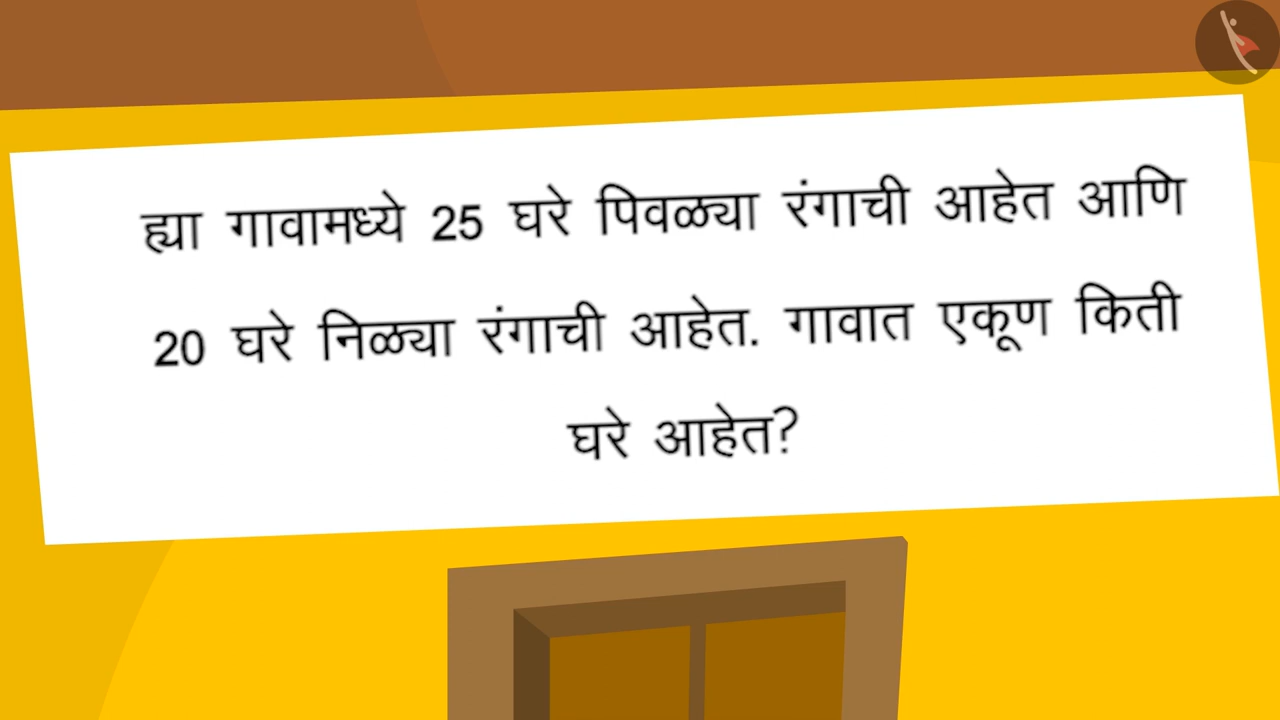 ह्या गावामध्ये 25 घरे पिवळ्या रंगाची आहेत आणि
20 घरे निळ्या रंगाची आहेत. गावात एकूण किती
घरे आहेत?